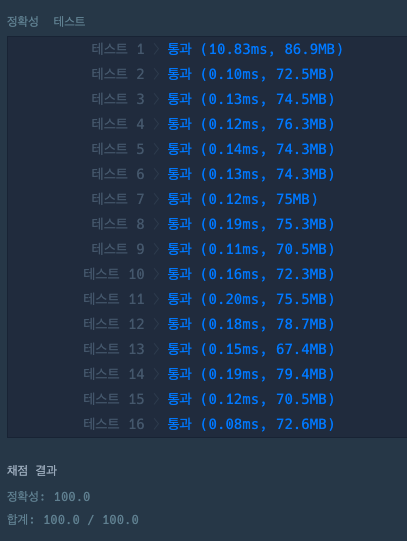 정확성  테스트
테스트 1 〉 통과 (10.83ms, 86.9MB)
테스트 2 〉 통과 (0.10ms, 72.5MB)
테스트 3 〉 통과 (0.13ms, 74.5MB)
테스트 4 〉 통과 (0.12ms, 76.3MB)
테스트 5 〉 통과 (0.14ms, 74.3MB)
테스트 6 〉 통과 (0.13ms, 74.3MB)
테스트 7 〉 통과 (0.12ms, 75MB)
테스트 8 〉 통과 (0.19ms, 75.3MB)
테스트 9 〉 통과 (0.11ms, 70.5MB)
테스트 10 〉 통과 (0.16ms, 72.3MB)
테스트 11 〉 통과 (0.20ms, 75.5MB)
테스트 12 〉 통과 (0.18ms, 78.7MB)
테스트 13 〉 통과 (0.15ms, 67.4MB)
테스트 14 〉 통과 (0.19ms, 79.4MB)
테스트 15 〉 통과 (0.12ms, 70.5MB)
테스트 16 〉 통과 (0.08ms, 72.6MB)
채점 결과
정확성: 100.0
합계: 100.0 / 100.0